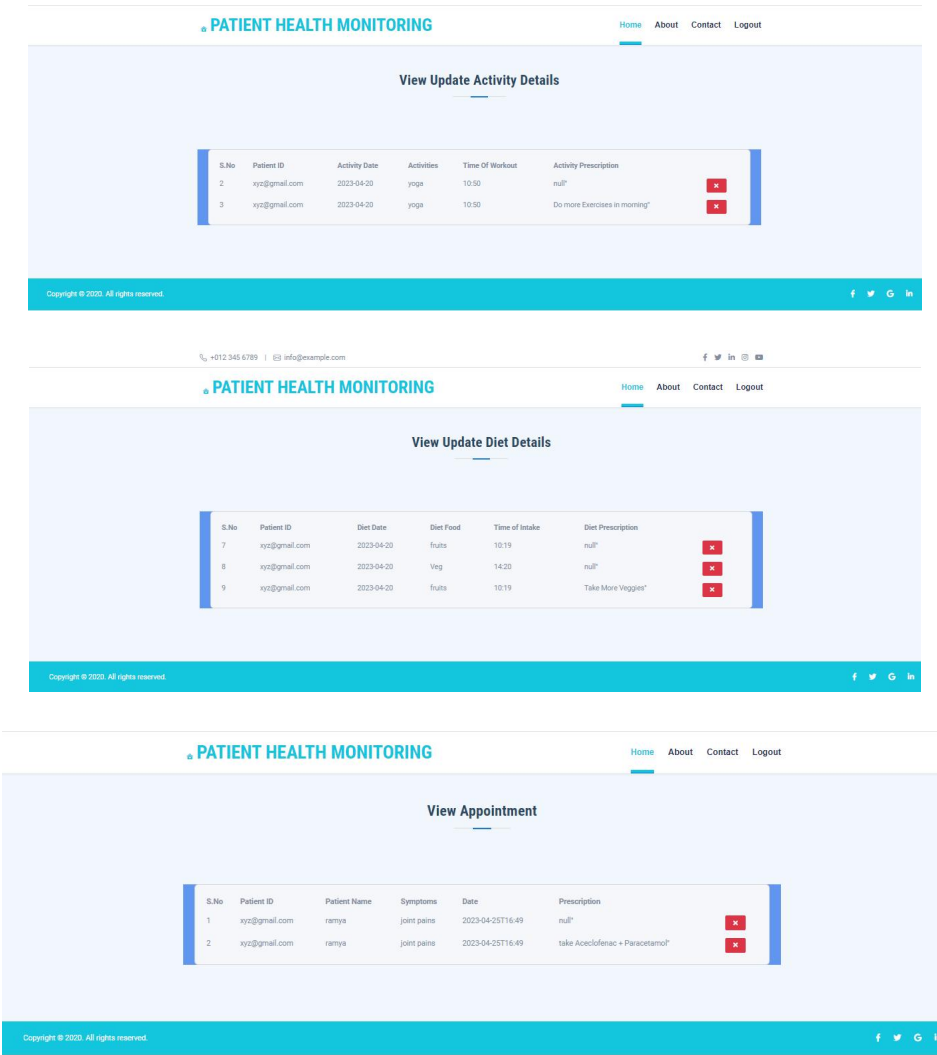 PATIENT HEALTH MONITORING Home About Contact Logout
View Update Activity Details
S.No Patient ID Activity Date Activities Time Of Workout Activity Prescription
2 xyz@gmail.com 2023-04-20 yoga 10:50 null"
3 xyz@gmail.com 2023-04-20 yoga 10:50 Do more Exercises in morning"
Copyright © 2020. All rights reserved.
+012 345 6789 | info@example.com
PATIENT HEALTH MONITORING Home About Contact Logout
View Update Diet Details
S.No Patient ID Diet Date Diet Food Time of Intake Diet Prescription
7 xyz@gmail.com 2023-04-20 fruits 10:19 null"
8 xyz@gmail.com 2023-04-20 Veg 14:20 null"
9 xyz@gmail.com 2023-04-20 fruits 10:19 Take More Veggies"
Copyright © 2020. All rights reserved.
PATIENT HEALTH MONITORING Home About Contact Logout
View Appointment
S.No Patient ID Patient Name Symptoms Date Prescription
1 xyz@gmail.com ramya joint pains 2023-04-25T16:49 null"
2 xyz@gmail.com ramya joint pains 2023-04-25T16:49 take Aceclofenac + Paracetamol"
Copyright © 2020. All rights reserved.